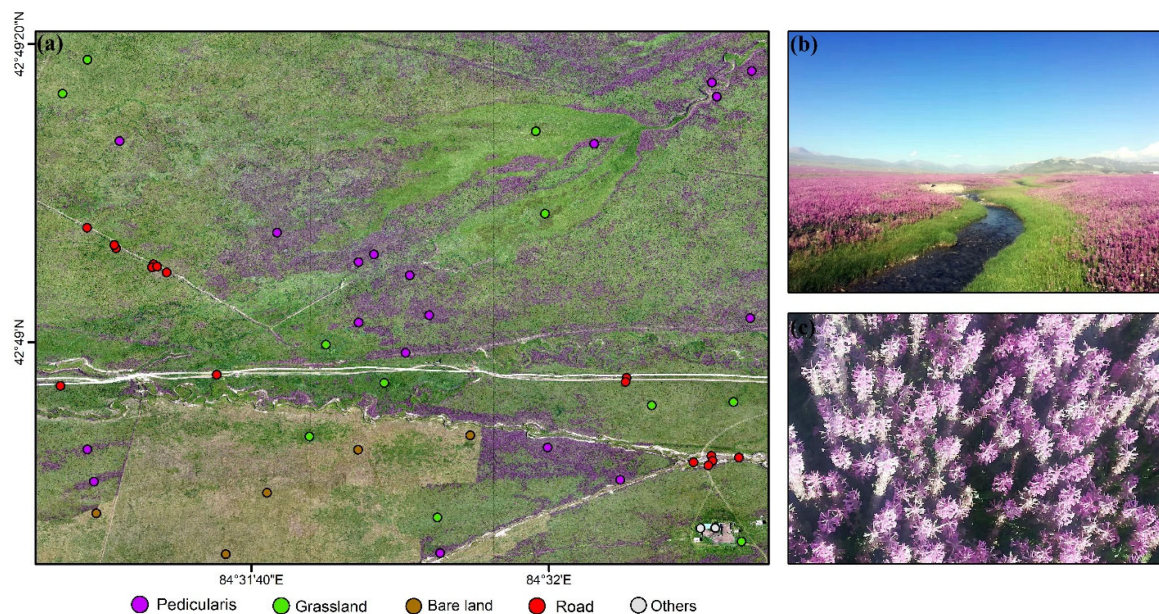 (a)
(b)
42°49'20"N
42°49'N
(c)
84°31'40"E
84°32'E
Pedicularis
Grassland
Bare land
Road
Others